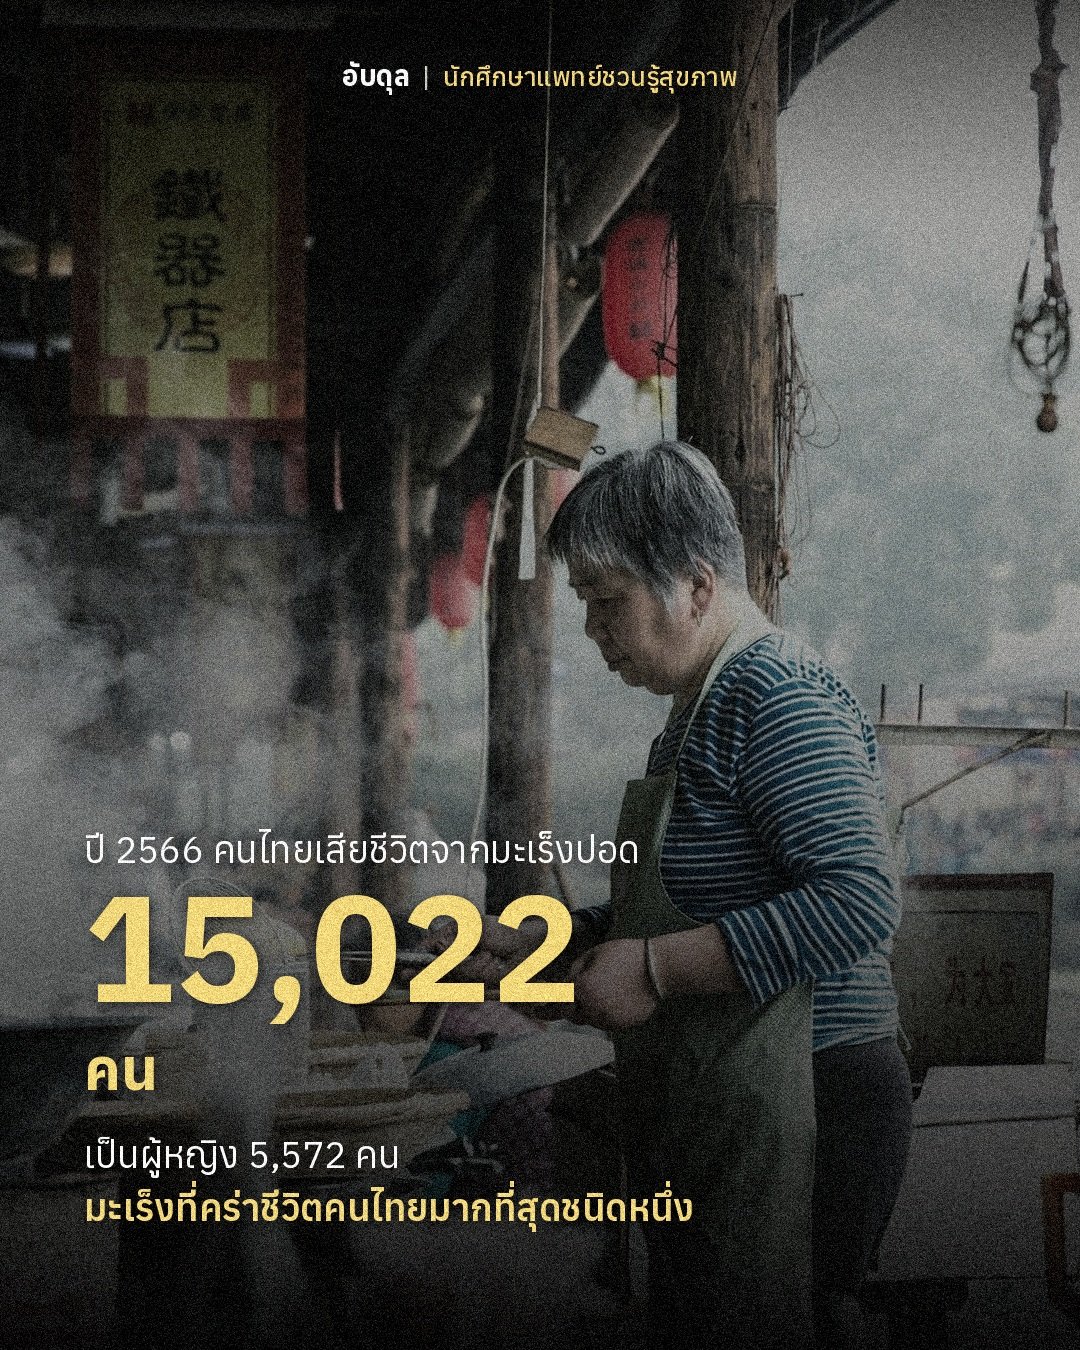 อับดุล | นักศึกษาแพทย์ชวนรู้สุขภาพ
鐵
器
店
ปี 2566 คนไทยเสียชีวิตจากมะเร็งปอด
15,022
คน
เป็นผู้หญิง 5,572 คน
มะเร็งที่คร่าชีวิตคนไทยมากที่สุดชนิดหนึ่ง